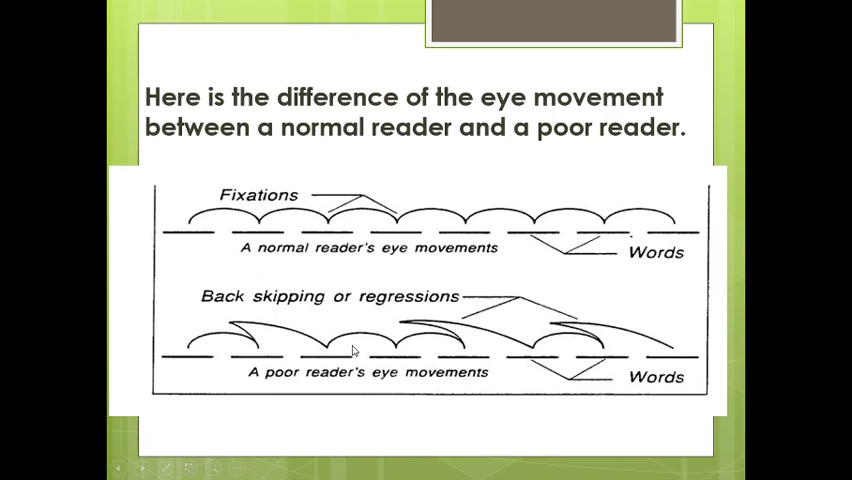 Here is the difference of the eye movement
between a normal reader and a poor reader.
Fixations
A normal reader's eye movements
Words
Back skipping or regressions
A poor reader's eye movements
Words